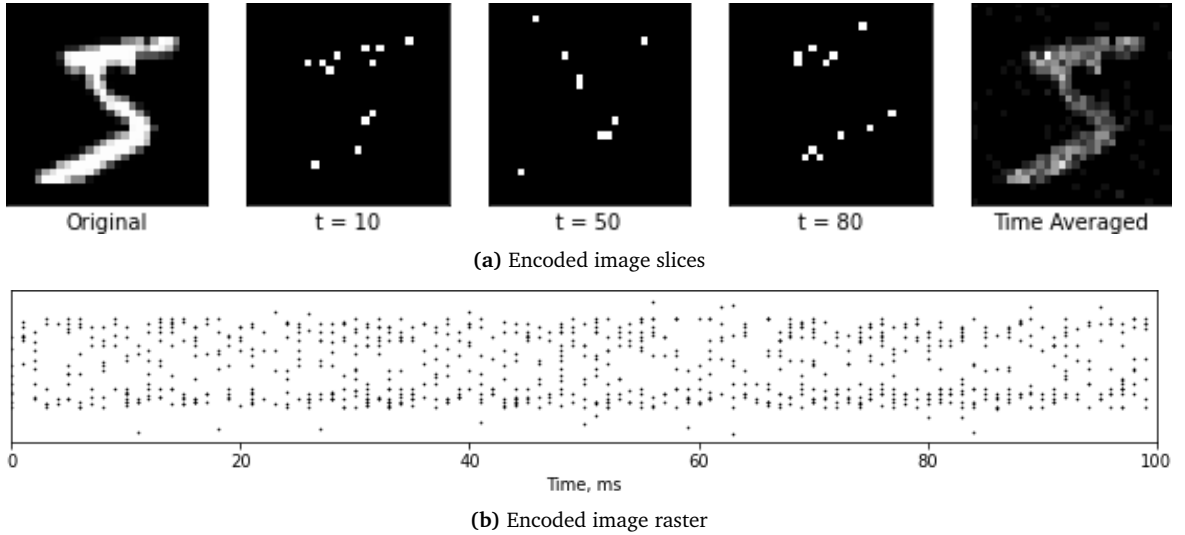 Original t = 10 t = 50 t = 80 Time Averaged
(a) Encoded image slices
0 20 40 60 80 100
Time, ms
(b) Encoded image raster